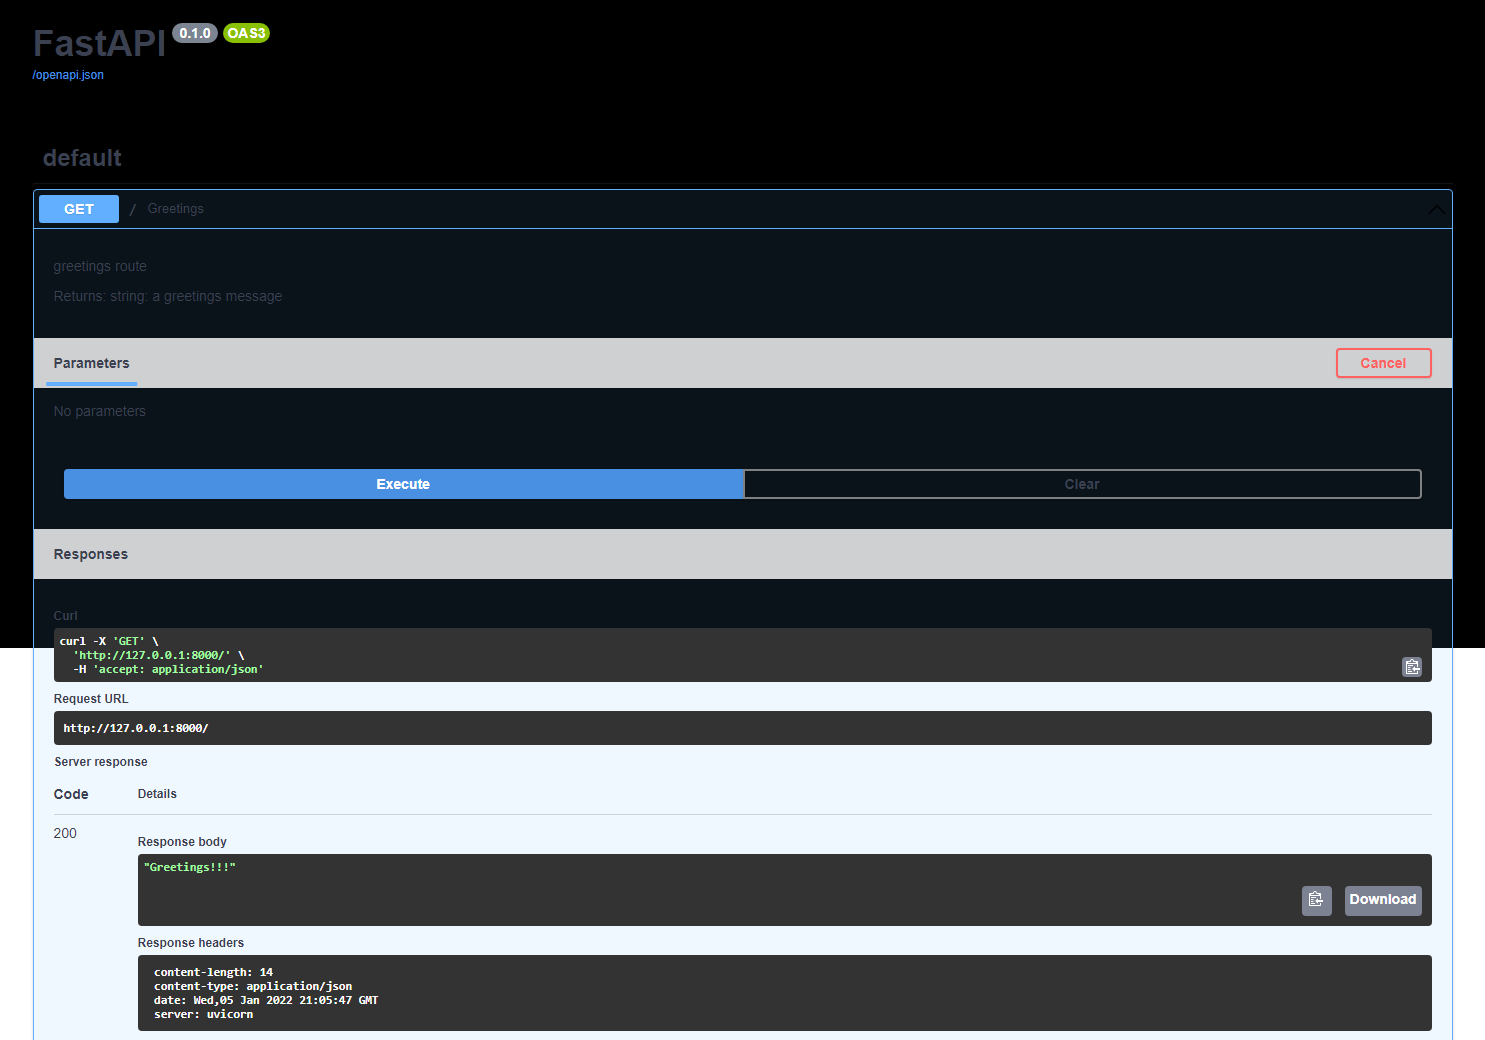 FastAPI 0.1.0 OAS3
/openapi.json
default
GET / Greetings
greetings route
Returns: string: a greetings message
Parameters Cancel
No parameters
Execute Clear
Responses
Curl
curl -X 'GET' \
'http://127.0.0.1:8000/' \
-H 'accept: application/json'
Request URL
http://127.0.0.1:8000/
Server response
Code Details
200
Response body
"Greetings!!!"
Download
Response headers
content-length: 14
content-type: application/json
date: Wed,05 Jan 2022 21:05:47 GMT
server: uvicorn